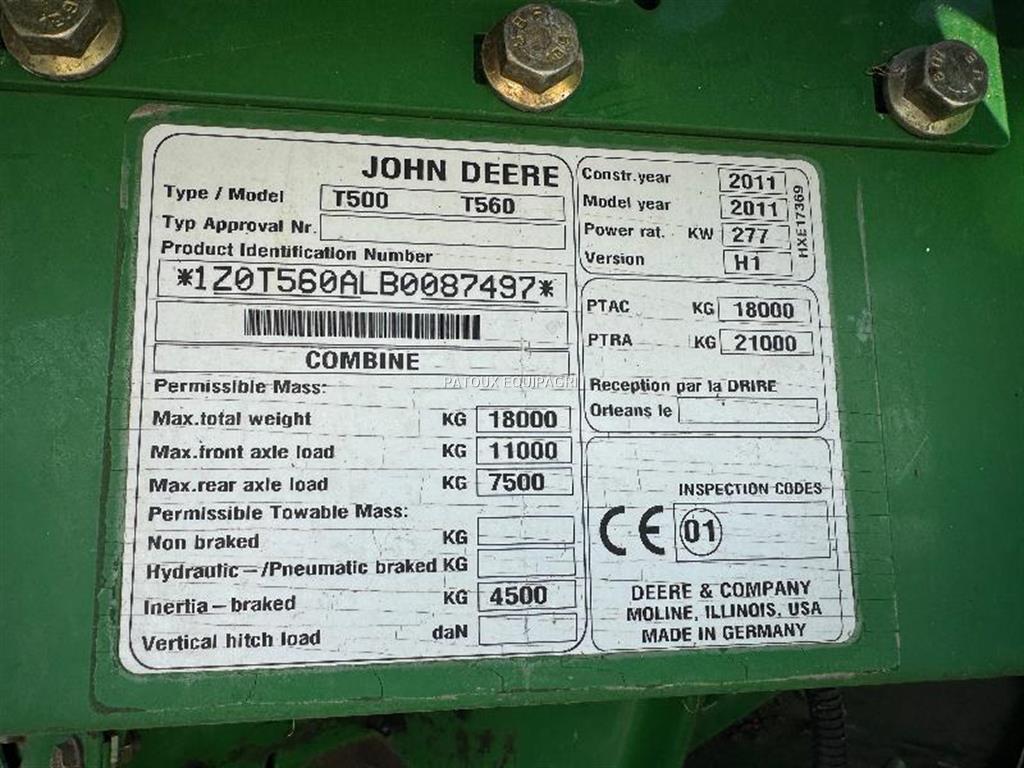 JOHN DEERE
Type / Model T500 T560
Typ Approval Nr.
Product Identification Number
*1Z0T560ALB0087497*
COMBINE
Permissible Mass:
Max.total weight KG 18000
Max.front axle load KG 11000
Max.rear axle load KG 7500
Permissible Towable Mass:
Non braked KG
Hydraulic-/Pneumatic braked KG
Inertia-braked KG 4500
Vertical hitch load daN
Constr.year 2011
Model year 2011
Power rat. KW 277
Version H1
HXE17369
PTAC KG 18000
PTRA KG 21000
Reception par la DRIRE
Orleans le
INSPECTION CODES
CE 01
DEERE & COMPANY
MOLINE, ILLINOIS, USA
MADE IN GERMANY
PATOUX EQUIPAGRI